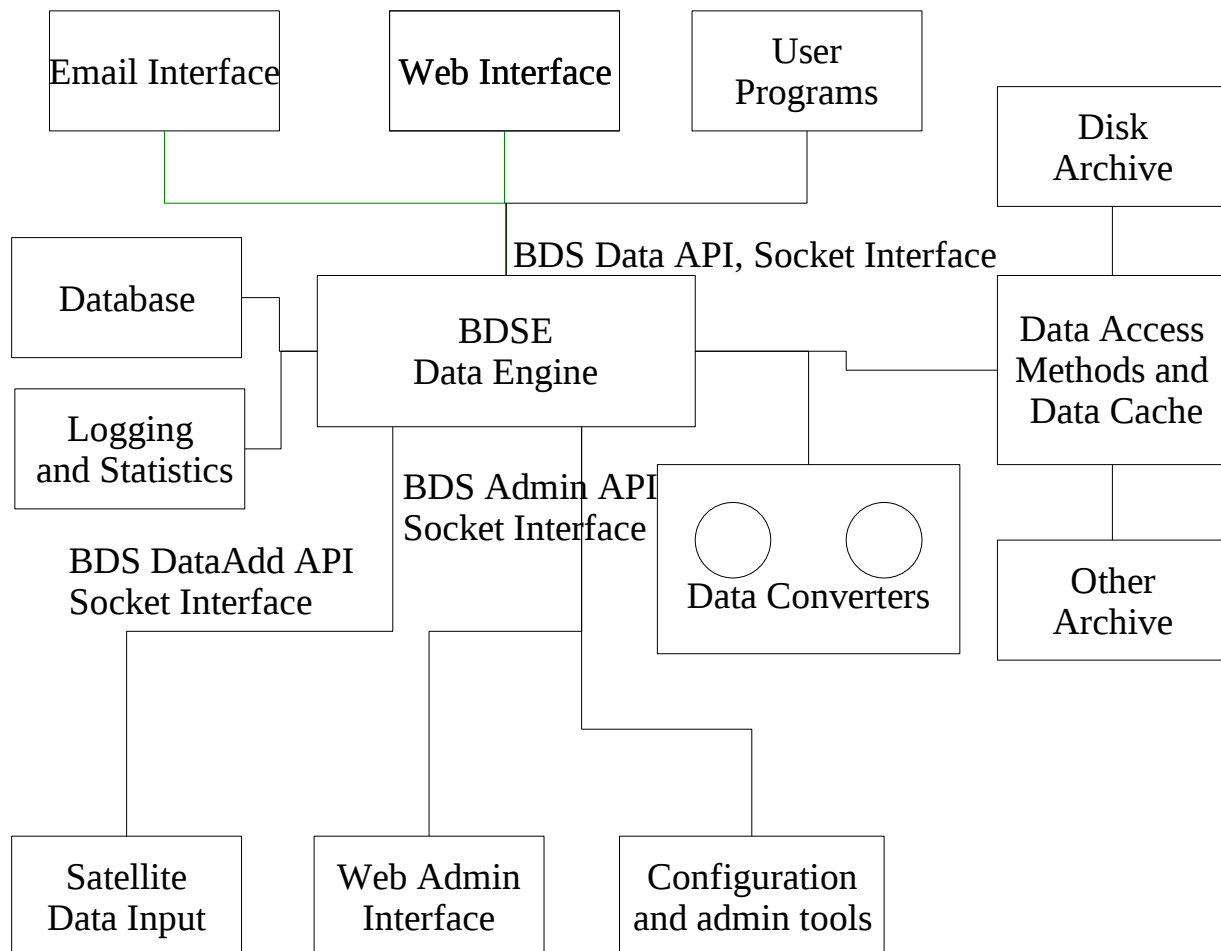 Email Interface
Web Interface
User
Programs
Disk
Archive
BDS Data API, Socket Interface
Database
BDSE
Data Engine
Data Access
Methods and
Data Cache
Logging
and Statistics
BDS Admin API
Socket Interface
BDS DataAdd API
Socket Interface
Data Converters
Other
Archive
Satellite
Data Input
Web Admin
Interface
Configuration
and admin tools